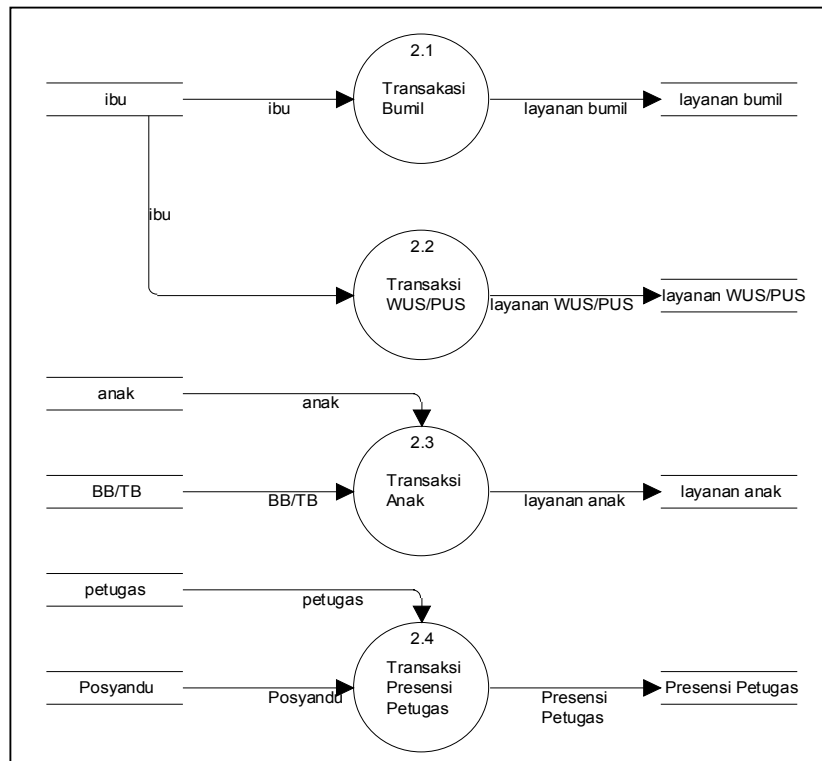 2.1
Transakasi
Bumil
ibu
ibu
layanan bumil
layanan bumil
ibu
2.2
Transaksi
WUS/PUS
layanan WUS/PUS
layanan WUS/PUS
anak
anak
2.3
Transaksi
Anak
BB/TB
BB/TB
layanan anak
layanan anak
petugas
petugas
2.4
Transaksi
Presensi
Petugas
Posyandu
Posyandu
Presensi
Petugas
Presensi Petugas